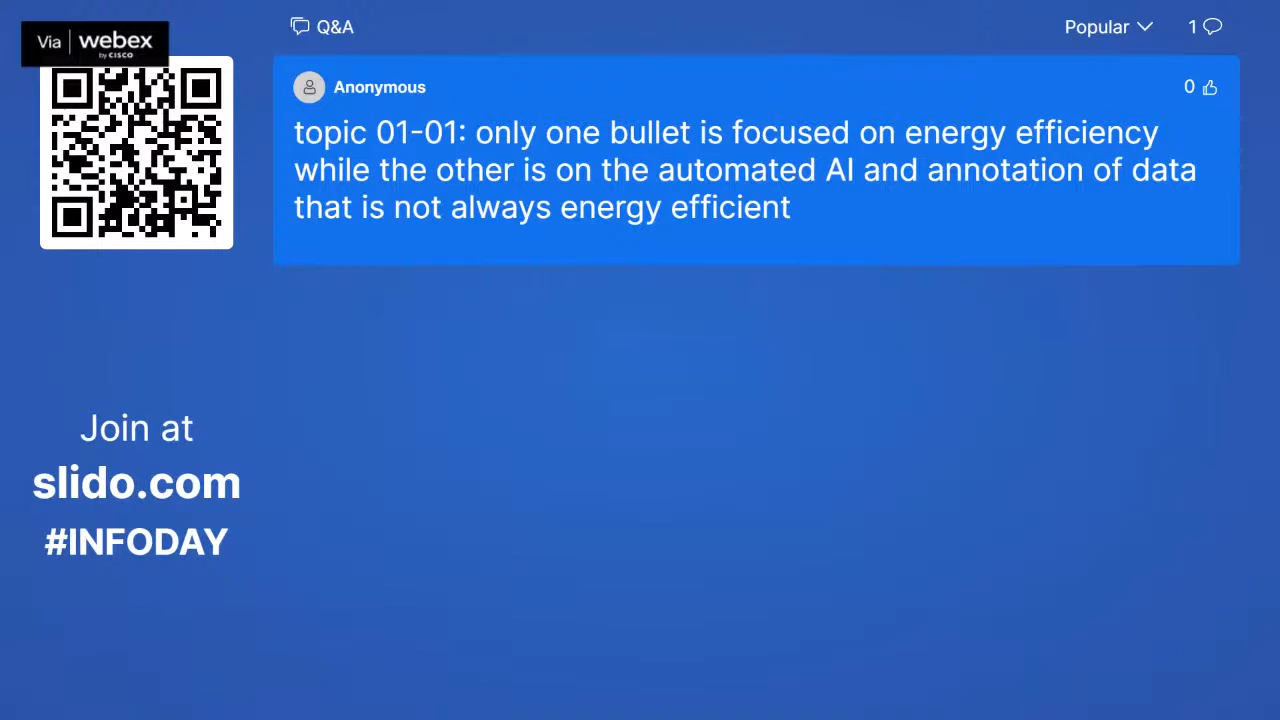 Via webex
by CISCO
Q&A
Popular
1
Anonymous
0
topic 01-01: only one bullet is focused on energy efficiency
while the other is on the automated AI and annotation of data
that is not always energy efficient
Join at
slido.com
#INFODAY